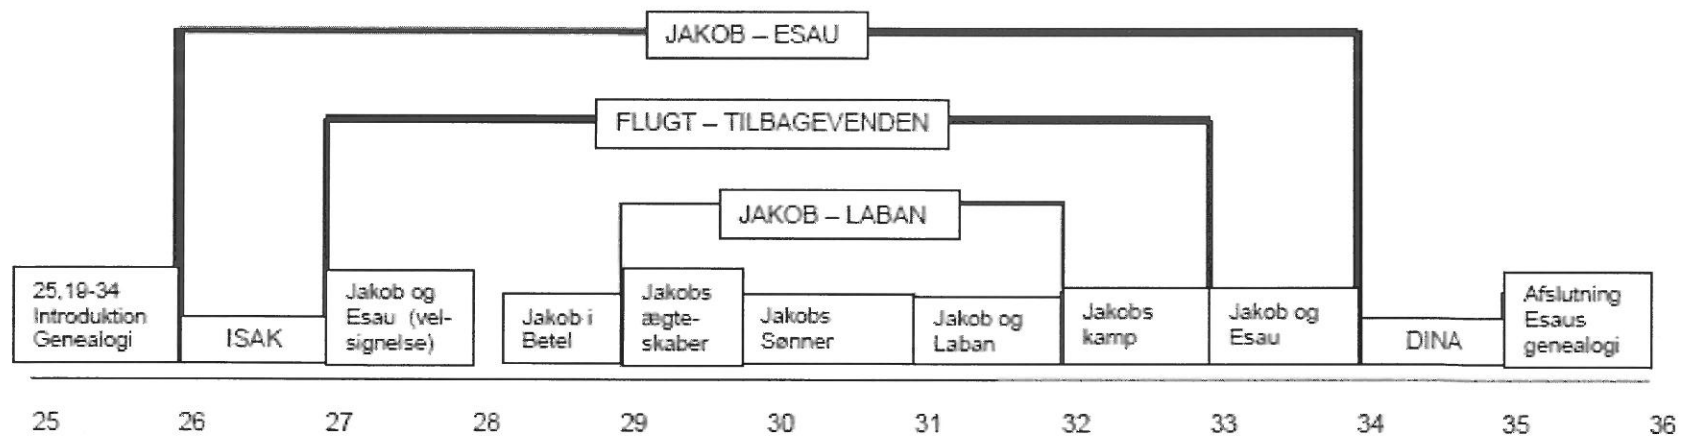 JAKOB – ESAU
FLUGT – TILBAGEVENDEN
JAKOB – LABAN
25,19-34
Introduktion
Genealogi
ISAK
Jakob og
Esau (vel-
signelse)
Jakob i
Betel
Jakobs
ægte-
skaber
Jakobs
Sønner
Jakob og
Laban
Jakobs
kamp
Jakob og
Esau
DINA
Afslutning
Esaus
genealogi
25 26 27 28 29 30 31 32 33 34 35 36